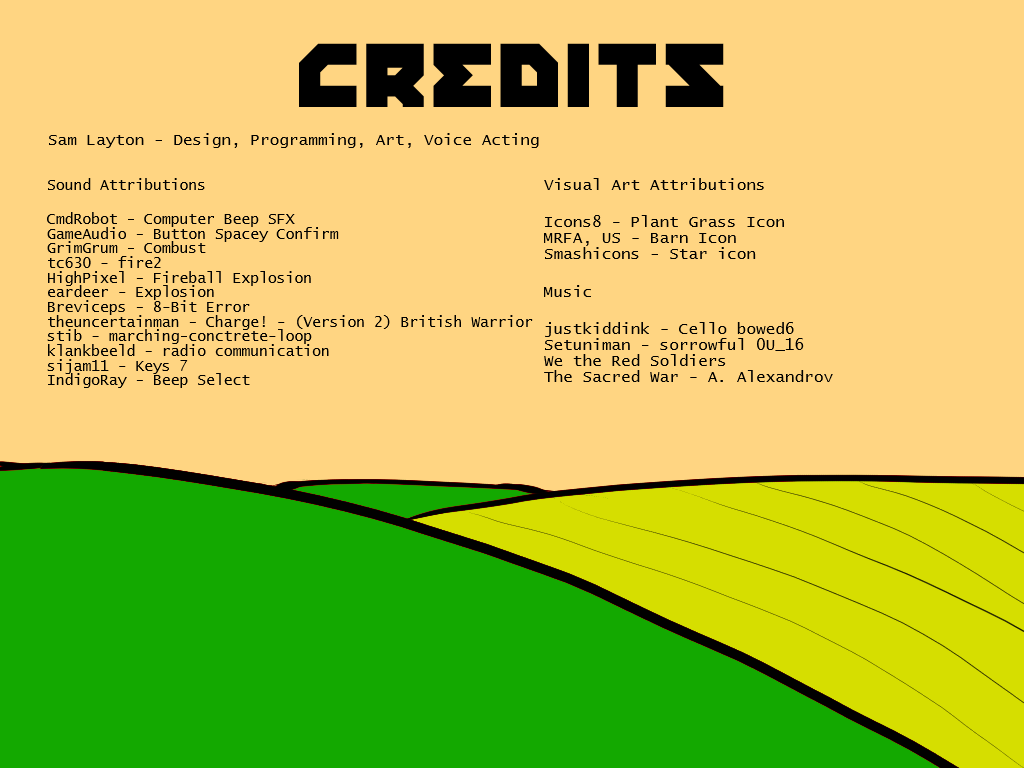 CREDITS
Sam Layton - Design, Programming, Art, Voice Acting
Sound Attributions
CmdRobot - Computer Beep SFX
GameAudio - Button Spacey Confirm
GrimGrum - Combust
tc630 - fire2
HighPixel - Fireball Explosion
eardeer - Explosion
Breviceps - 8-Bit Error
theuncertainman - Charge! - (Version 2) British Warrior
stib - marching-conctrete-loop
klankbeeld - radio communication
sijam11 - Keys 7
IndigoRay - Beep Select
Visual Art Attributions
Icons8 - Plant Grass Icon
MRFA, US - Barn Icon
Smashicons - Star icon
Music
justkiddink - Cello bowed6
Setuniman - sorrowful 0U_16
We the Red Soldiers
The Sacred War - A. Alexandrov